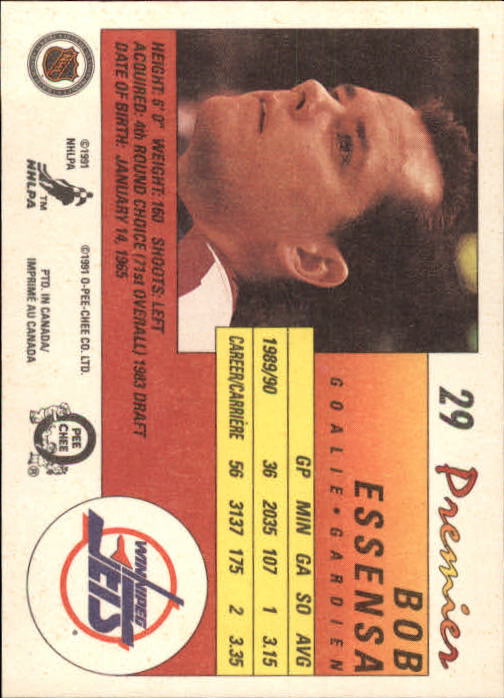 29 Premier
BOB
ESSENSA
GOALIE • GARDIEN
GP MIN GA SO AVG
1989/90 36 2035 107 1 3.15
CAREER/CARRIÈRE 56 3137 175 2 3.35
HEIGHT: 6' 0" WEIGHT: 160 SHOOTS: LEFT
ACQUIRED: 4th ROUND CHOICE (71st OVERALL) 1983 DRAFT
DATE OF BIRTH: JANUARY 14, 1965
WINNIPEG
JETS
NHL
©1991
NHLPA
TM
NHLPA
©1991 O-PEE-CHEE CO. LTD.
PTD. IN CANADA/
IMPRIMÉ AU CANADA
O
PEE
CHEE
®